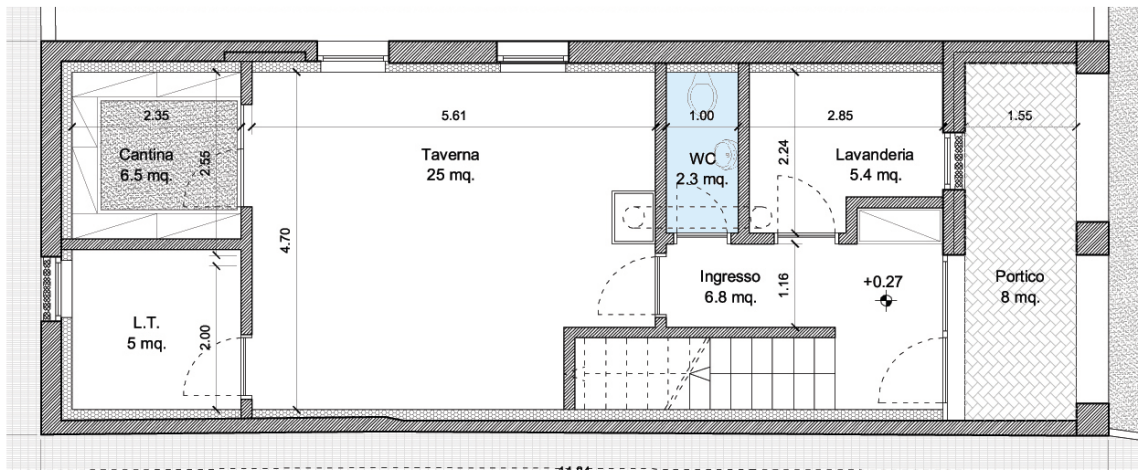 2.35
5.61
1.00
2.85
1.55
Cantina
6.5 mq.
2.55
Taverna
25 mq.
WC
2.3 mq.
2.24
Lavanderia
5.4 mq.
4.70
Ingresso
6.8 mq.
1.16
+0.27
Portico
8 mq.
L.T.
5 mq.
2.00